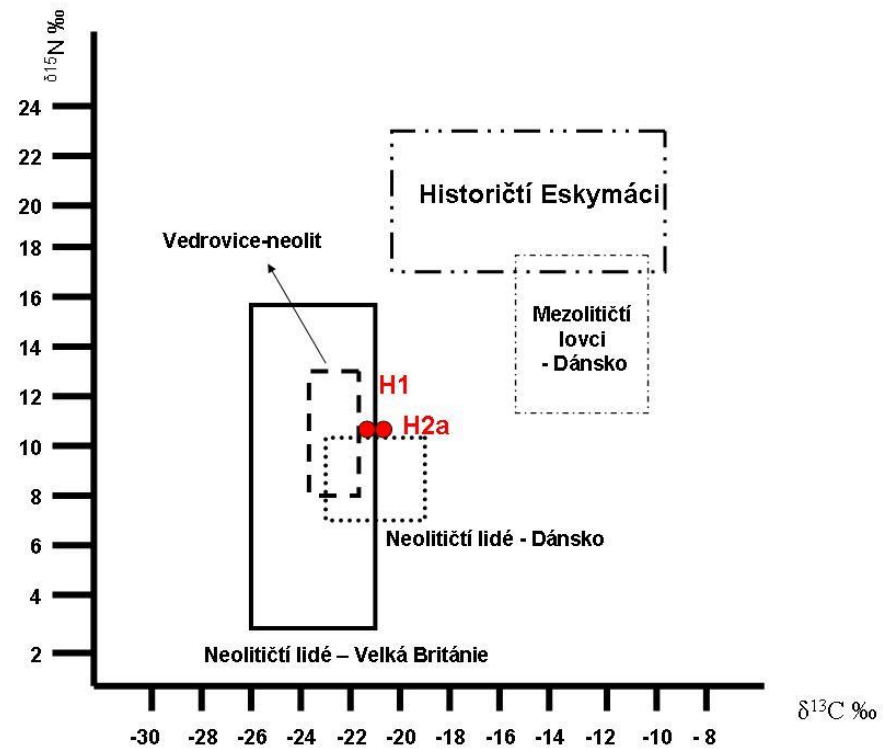 δ15N ‰
24
22
20
18
16
14
12
10
8
6
4
2
Historičtí Eskymáci
Vedrovice-neolit
Mezolitičtí
lovci
- Dánsko
H1
H2a
Neolitičtí lidé - Dánsko
Neolitičtí lidé – Velká Británie
-30 -28 -26 -24 -22 -20 -18 -16 -14 -12 -10 - 8
δ13C ‰